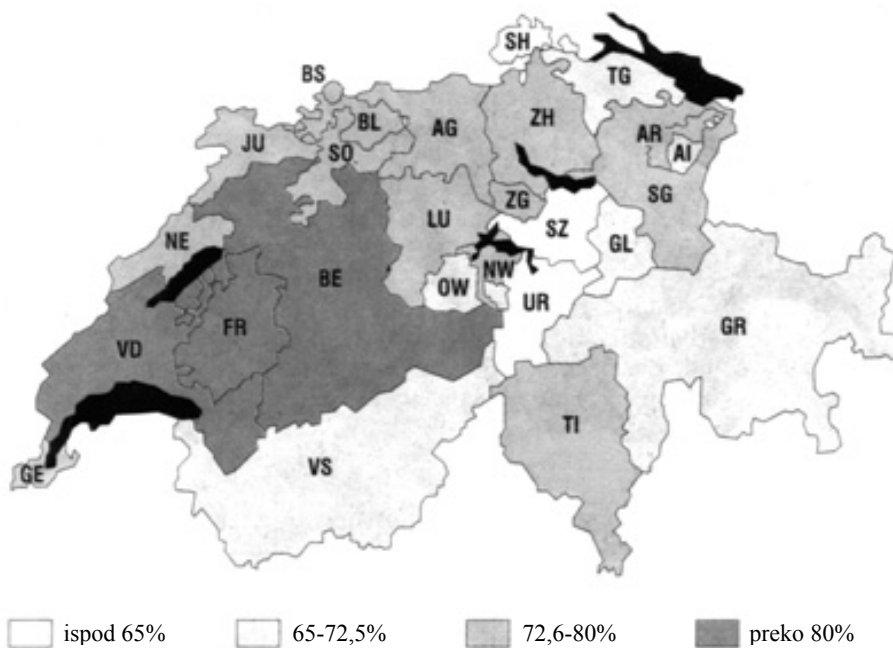 SH
BS
TG
BL
AG
ZH
AR
JU
SO
AI
ZG
SG
LU
SZ
NE
GL
NW
BE
OW
UR
FR
GR
VD
TI
VS
GE
ispod 65% 65-72,5% 72,6-80% preko 80%